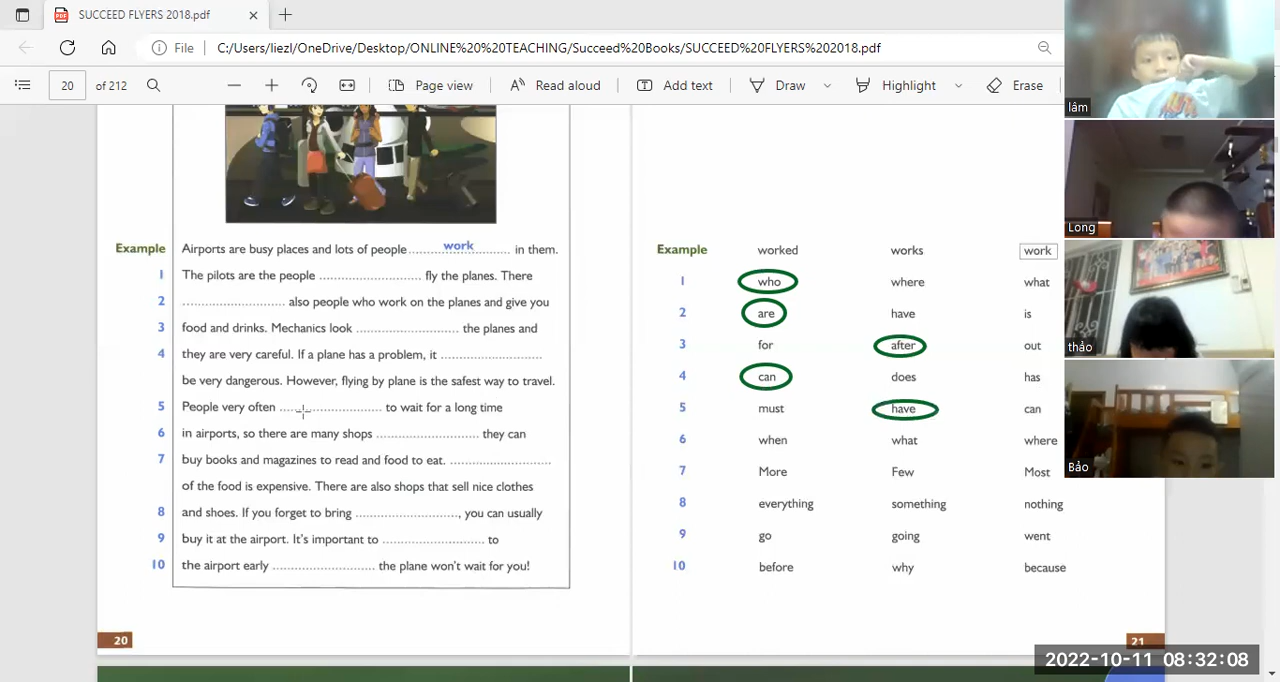 SUCCEED FLYERS 2018.pdf
File C:/Users/liezl/OneDrive/Desktop/ONLINE%20%20TEACHING/Succeed%20Books/SUCCEED%20FLYERS%202018.pdf
20 of 212 Page view Read aloud Add text Draw Highlight Erase
lâm
Long
thảo
Bảo
Example Airports are busy places and lots of people ..... work ..... in them.
1 The pilots are the people .................... fly the planes. There
2 .................... also people who work on the planes and give you
3 food and drinks. Mechanics look .................... the planes and
4 they are very careful. If a plane has a problem, it ....................
be very dangerous. However, flying by plane is the safest way to travel.
5 People very often .................... to wait for a long time
6 in airports, so there are many shops .................... they can
7 buy books and magazines to read and food to eat. ....................
of the food is expensive. There are also shops that sell nice clothes
8 and shoes. If you forget to bring ...................., you can usually
9 buy it at the airport. It's important to .................... to
10 the airport early .................... the plane won't wait for you!
20
Example worked works work
1 who where what
2 are have is
3 for after out
4 can does has
5 must have can
6 when what where
7 More Few Most
8 everything something nothing
9 go going went
10 before why because
21
2022-10-11 08:32:08